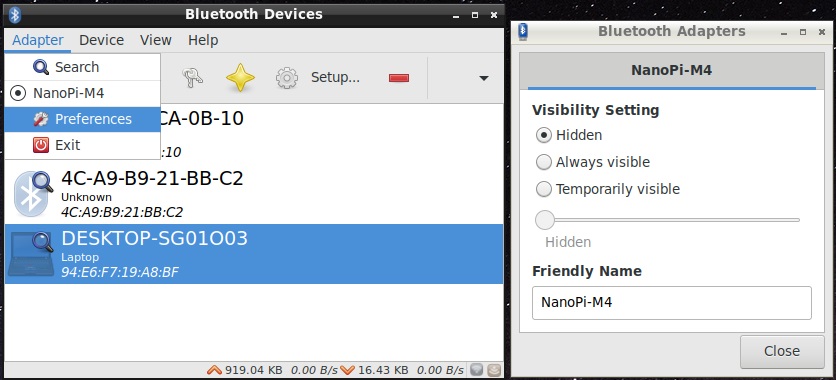 Bluetooth Devices
Adapter Device View Help
Search
NanoPi-M4
Preferences
Exit
Setup...
CA-0B-10
:10
4C-A9-B9-21-BB-C2
Unknown
4C:A9:B9:21:BB:C2
DESKTOP-SG01O03
Laptop
94:E6:F7:19:A8:BF
919.04 KB 0.00 B/s 16.43 KB 0.00 B/s
Bluetooth Adapters
NanoPi-M4
Visibility Setting
Hidden
Always visible
Temporarily visible
Hidden
Friendly Name
NanoPi-M4
Close